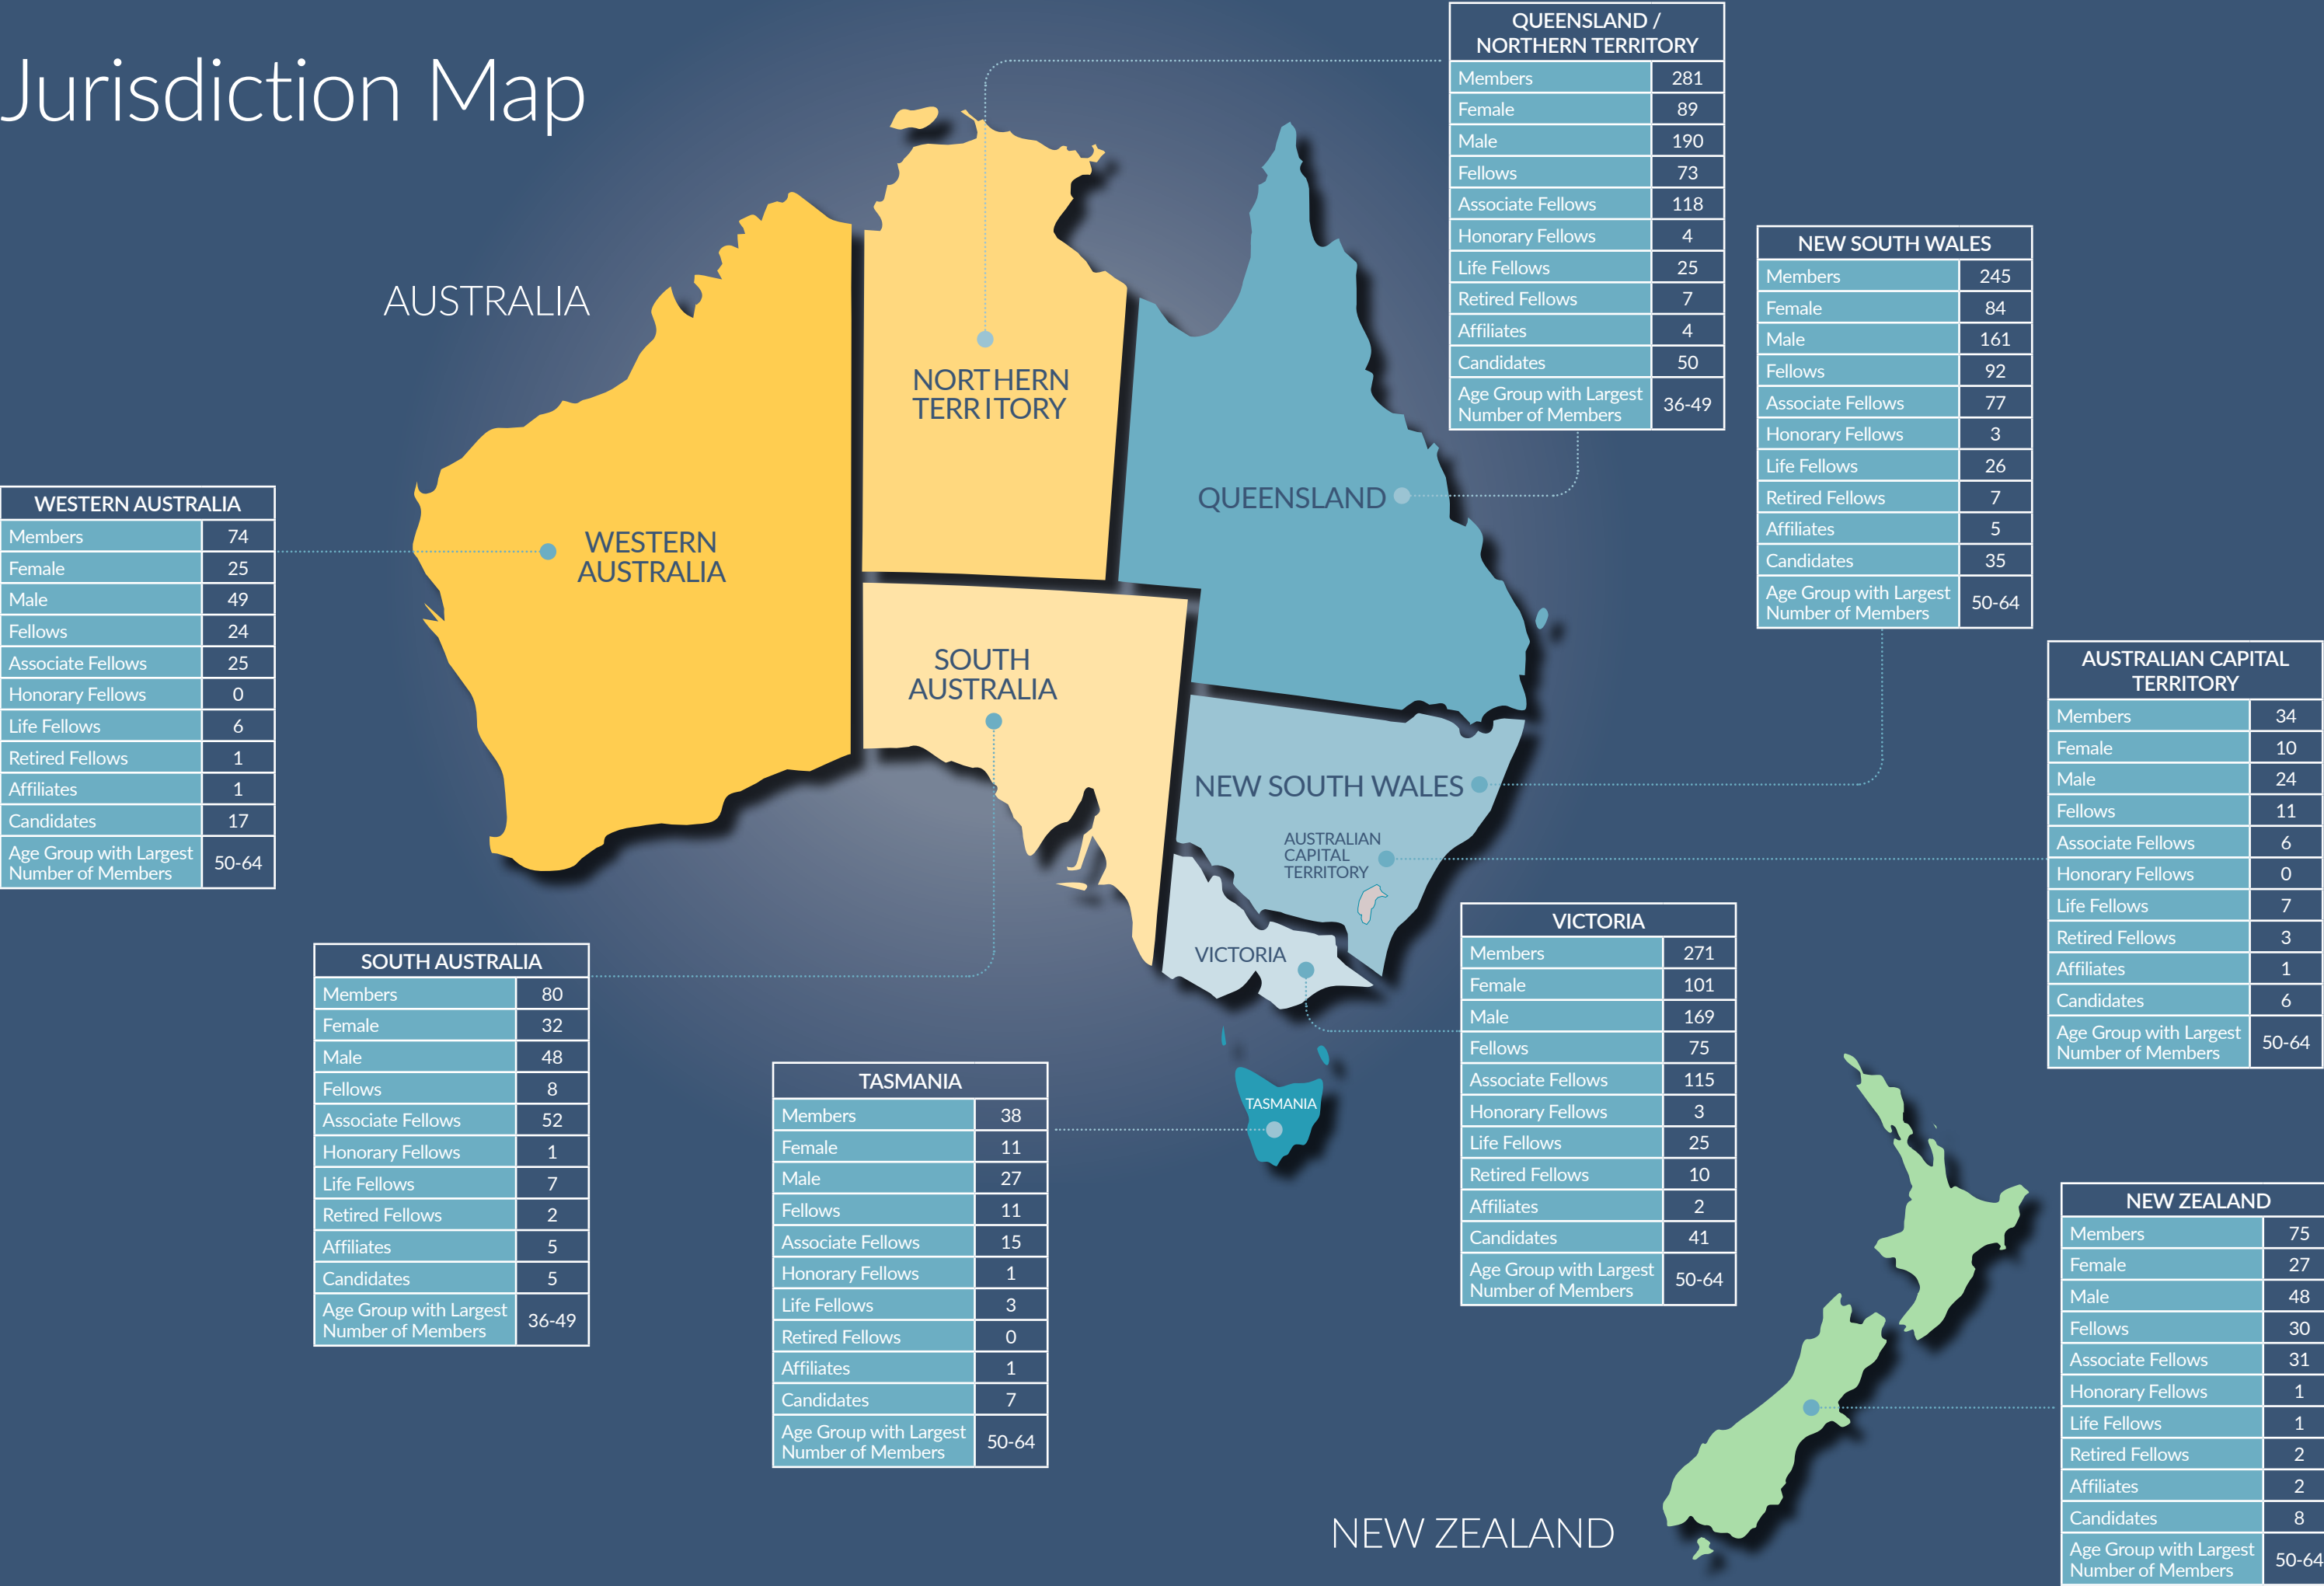 Jurisdiction Map
AUSTRALIA
QUEENSLAND /
NORTHERN TERRITORY
Members 281
Female 89
Male 190
Fellows 73
Associate Fellows 118
Honorary Fellows 4
Life Fellows 25
Retired Fellows 7
Affiliates 4
Candidates 50
Age Group with Largest
Number of Members 36-49
NEW SOUTH WALES
Members 245
Female 84
Male 161
Fellows 92
Associate Fellows 77
Honorary Fellows 3
Life Fellows 26
Retired Fellows 7
Affiliates 5
Candidates 35
Age Group with Largest
Number of Members 50-64
NORTHERN
TERRITORY
QUEENSLAND
WESTERN
AUSTRALIA
SOUTH
AUSTRALIA
NEW SOUTH WALES
AUSTRALIAN
CAPITAL
TERRITORY
VICTORIA
TASMANIA
WESTERN AUSTRALIA
Members 74
Female 25
Male 49
Fellows 24
Associate Fellows 25
Honorary Fellows 0
Life Fellows 6
Retired Fellows 1
Affiliates 1
Candidates 17
Age Group with Largest
Number of Members 50-64
AUSTRALIAN CAPITAL
TERRITORY
Members 34
Female 10
Male 24
Fellows 11
Associate Fellows 6
Honorary Fellows 0
Life Fellows 7
Retired Fellows 3
Affiliates 1
Candidates 6
Age Group with Largest
Number of Members 50-64
SOUTH AUSTRALIA
Members 80
Female 32
Male 48
Fellows 8
Associate Fellows 52
Honorary Fellows 1
Life Fellows 7
Retired Fellows 2
Affiliates 5
Candidates 5
Age Group with Largest
Number of Members 36-49
TASMANIA
Members 38
Female 11
Male 27
Fellows 11
Associate Fellows 15
Honorary Fellows 1
Life Fellows 3
Retired Fellows 0
Affiliates 1
Candidates 7
Age Group with Largest
Number of Members 50-64
VICTORIA
Members 271
Female 101
Male 169
Fellows 75
Associate Fellows 115
Honorary Fellows 3
Life Fellows 25
Retired Fellows 10
Affiliates 2
Candidates 41
Age Group with Largest
Number of Members 50-64
NEW ZEALAND
Members 75
Female 27
Male 48
Fellows 30
Associate Fellows 31
Honorary Fellows 1
Life Fellows 1
Retired Fellows 2
Affiliates 2
Candidates 8
Age Group with Largest
Number of Members 50-64
NEW ZEALAND